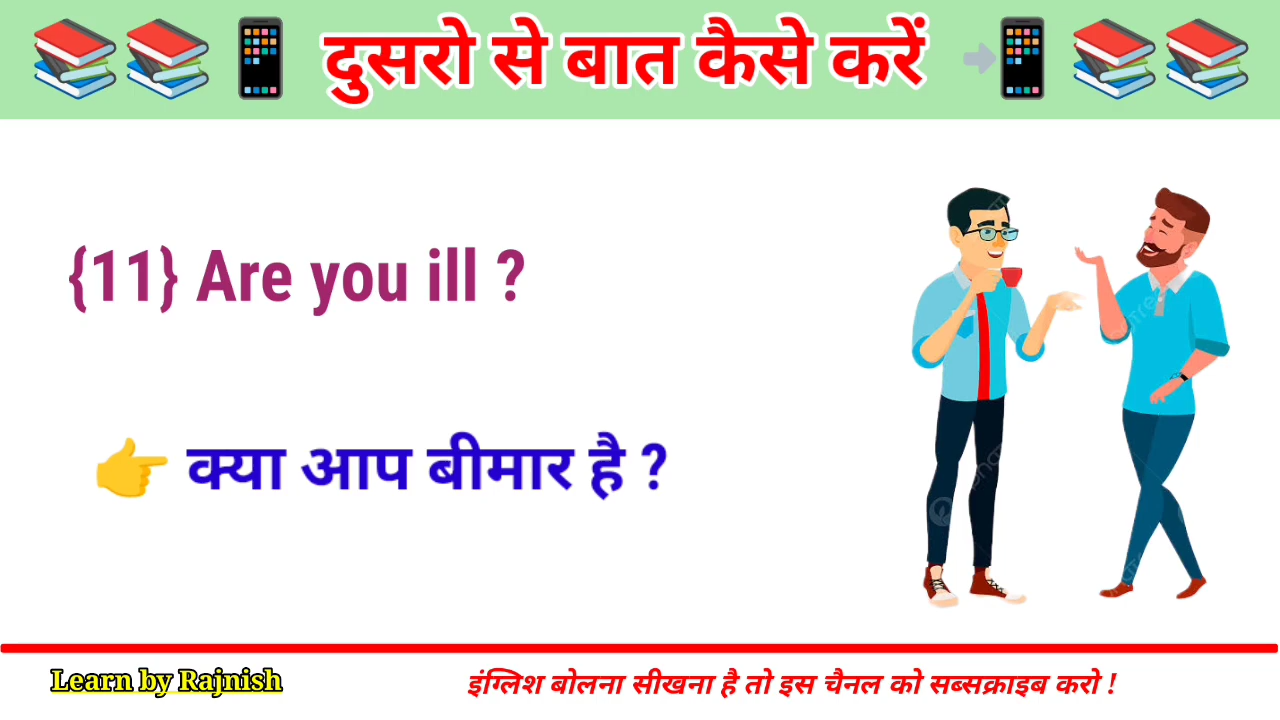 दुसरो से बात कैसे करें
{11} Are you ill ?
👉 क्या आप बीमार है ?
Learn by Rajnish
इंग्लिश बोलना सीखना है तो इस चैनल को सब्सक्राइब करो !